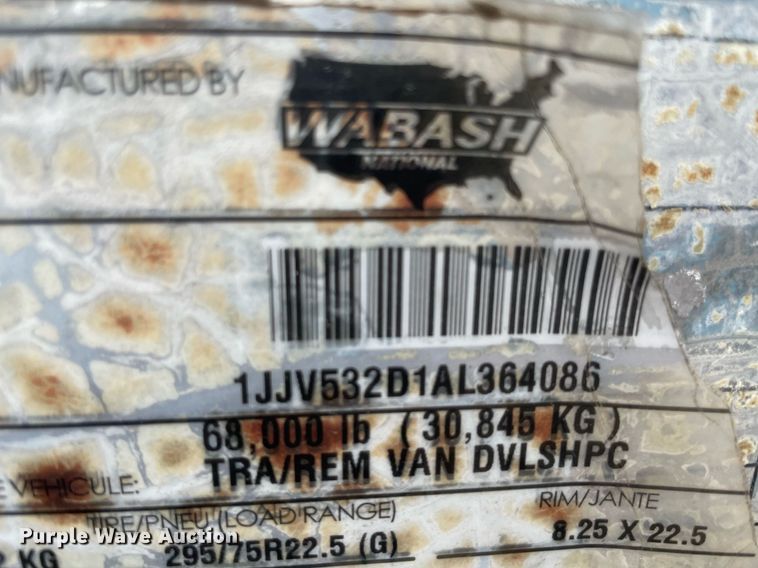 NUFACTURED BY
WABASH
NATIONAL
1JJV532D1AL364086
68,000 lb ( 30,845 KG )
VEHICULE: TRA/REM VAN DVLSHPC
TIRE/PNEU (LOAD RANGE) RIM/JANTE
KG 295/75R22.5 (G) 8.25 X 22.5
Purple Wave Auction